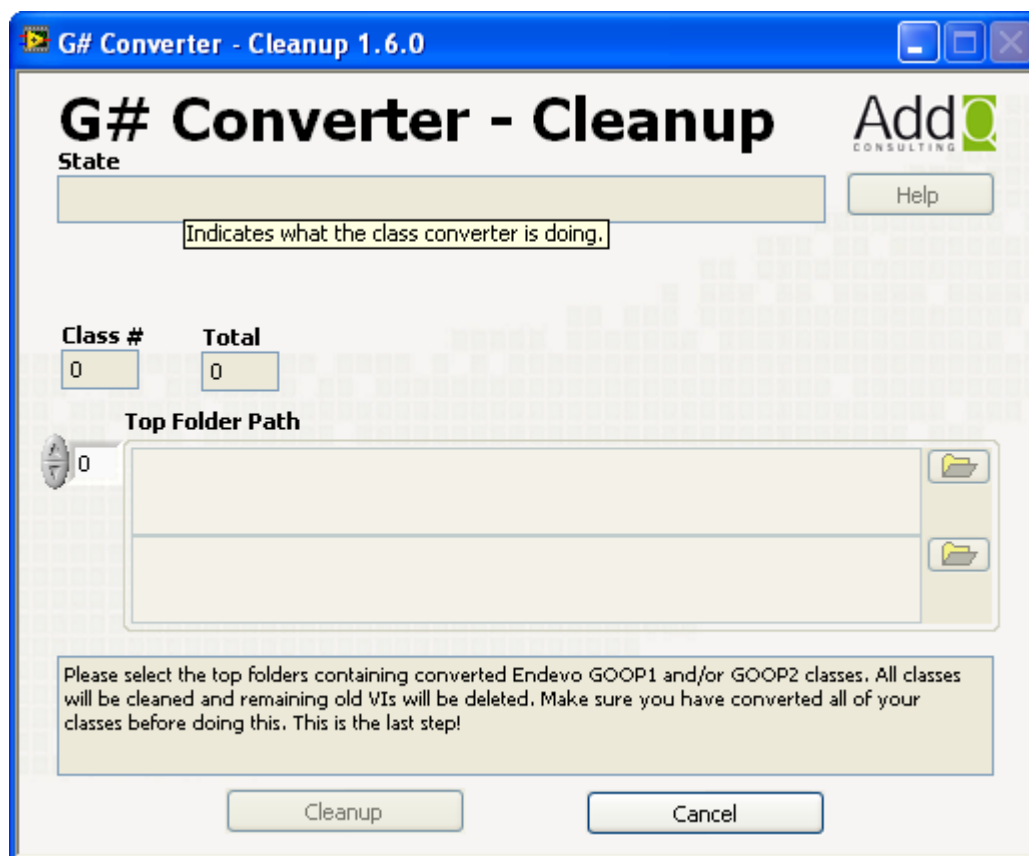 G# Converter - Cleanup 1.6.0
G# Converter - Cleanup
AddQ
CONSULTING
State
Help
Indicates what the class converter is doing.
Class #
Total
0
0
Top Folder Path
0
Please select the top folders containing converted Endevo GOOP1 and/or GOOP2 classes. All classes
will be cleaned and remaining old VIs will be deleted. Make sure you have converted all of your
classes before doing this. This is the last step!
Cleanup
Cancel